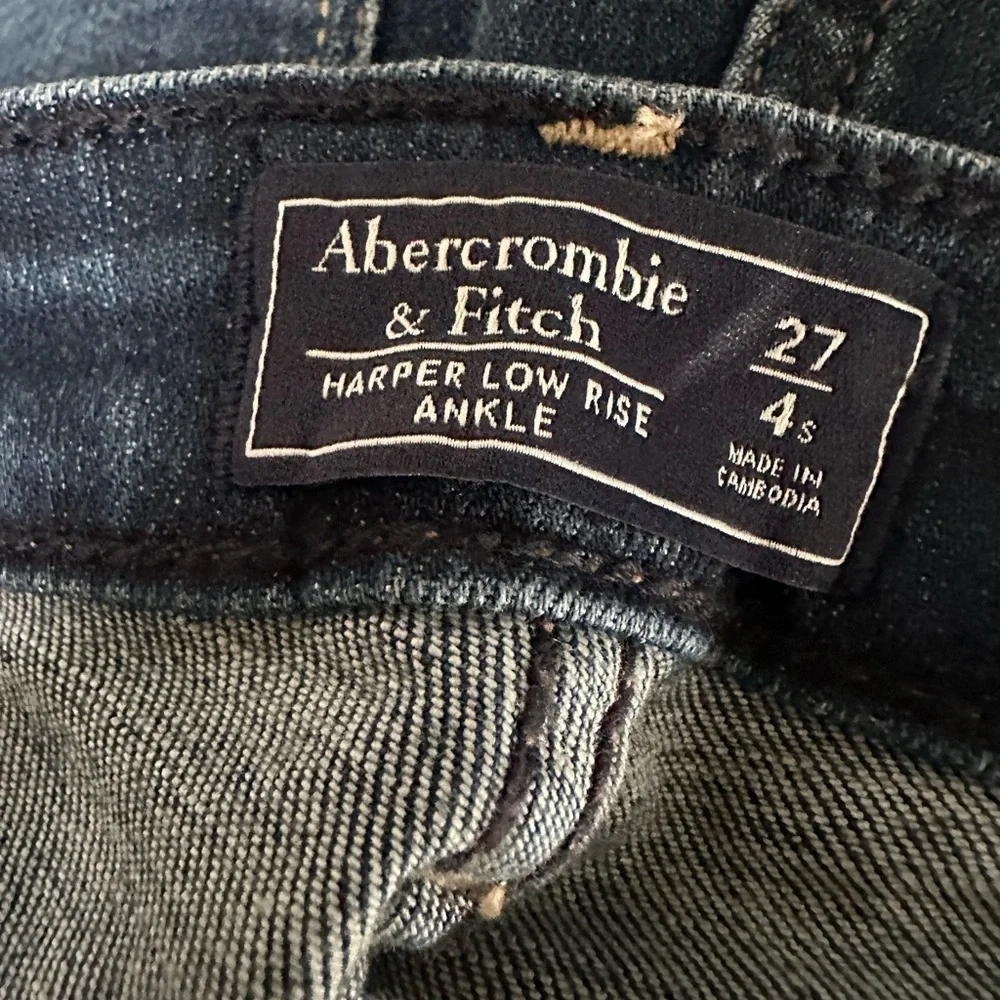 Abercrombie
& Fitch
HARPER LOW RISE
ANKLE
27
4s
MADE IN
CAMBODIA